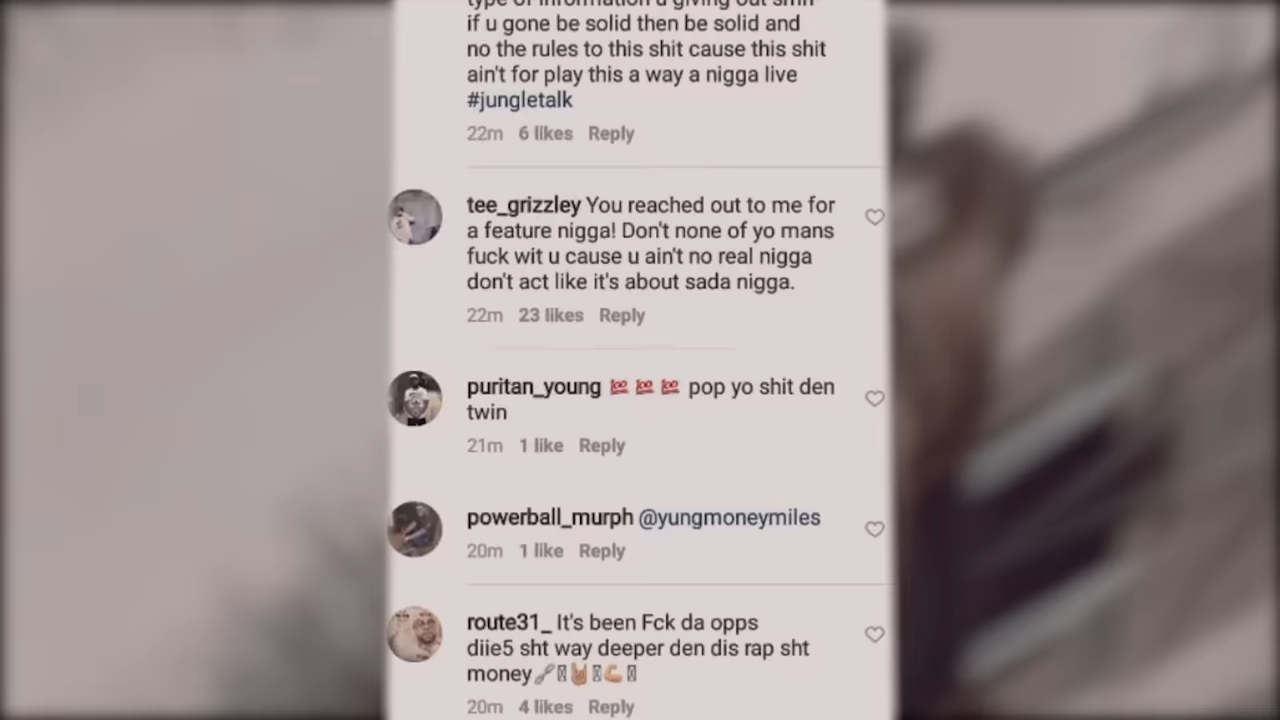 type of information u giving out smh
if u gone be solid then be solid and
no the rules to this shit cause this shit
ain't for play this a way a nigga live
#jungletalk
22m 6 likes Reply
tee_grizzley You reached out to me for
a feature nigga! Don't none of yo mans
fuck wit u cause u ain't no real nigga
don't act like it's about sada nigga.
22m 23 likes Reply
puritan_young 💯 💯 💯 pop yo shit den
twin
21m 1 like Reply
powerball_murph @yungmoneymiles
20m 1 like Reply
route31_ It's been Fck da opps
diie5 sht way deeper den dis rap sht
money
20m 4 likes Reply